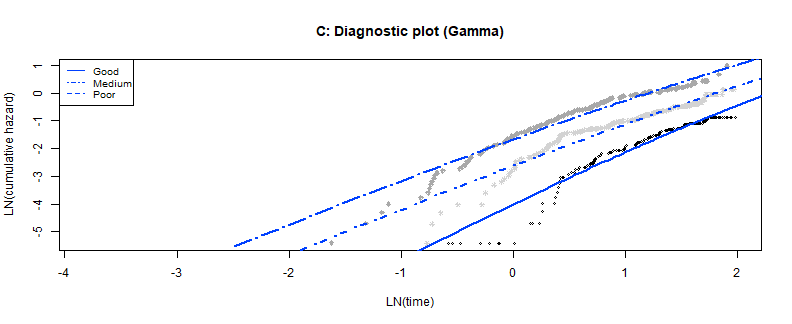 C: Diagnostic plot (Gamma)
LN(cumulative hazard)
1
0
-1
-2
-3
-4
-5
Good
Medium
Poor
-4 -3 -2 -1 0 1 2
LN(time)